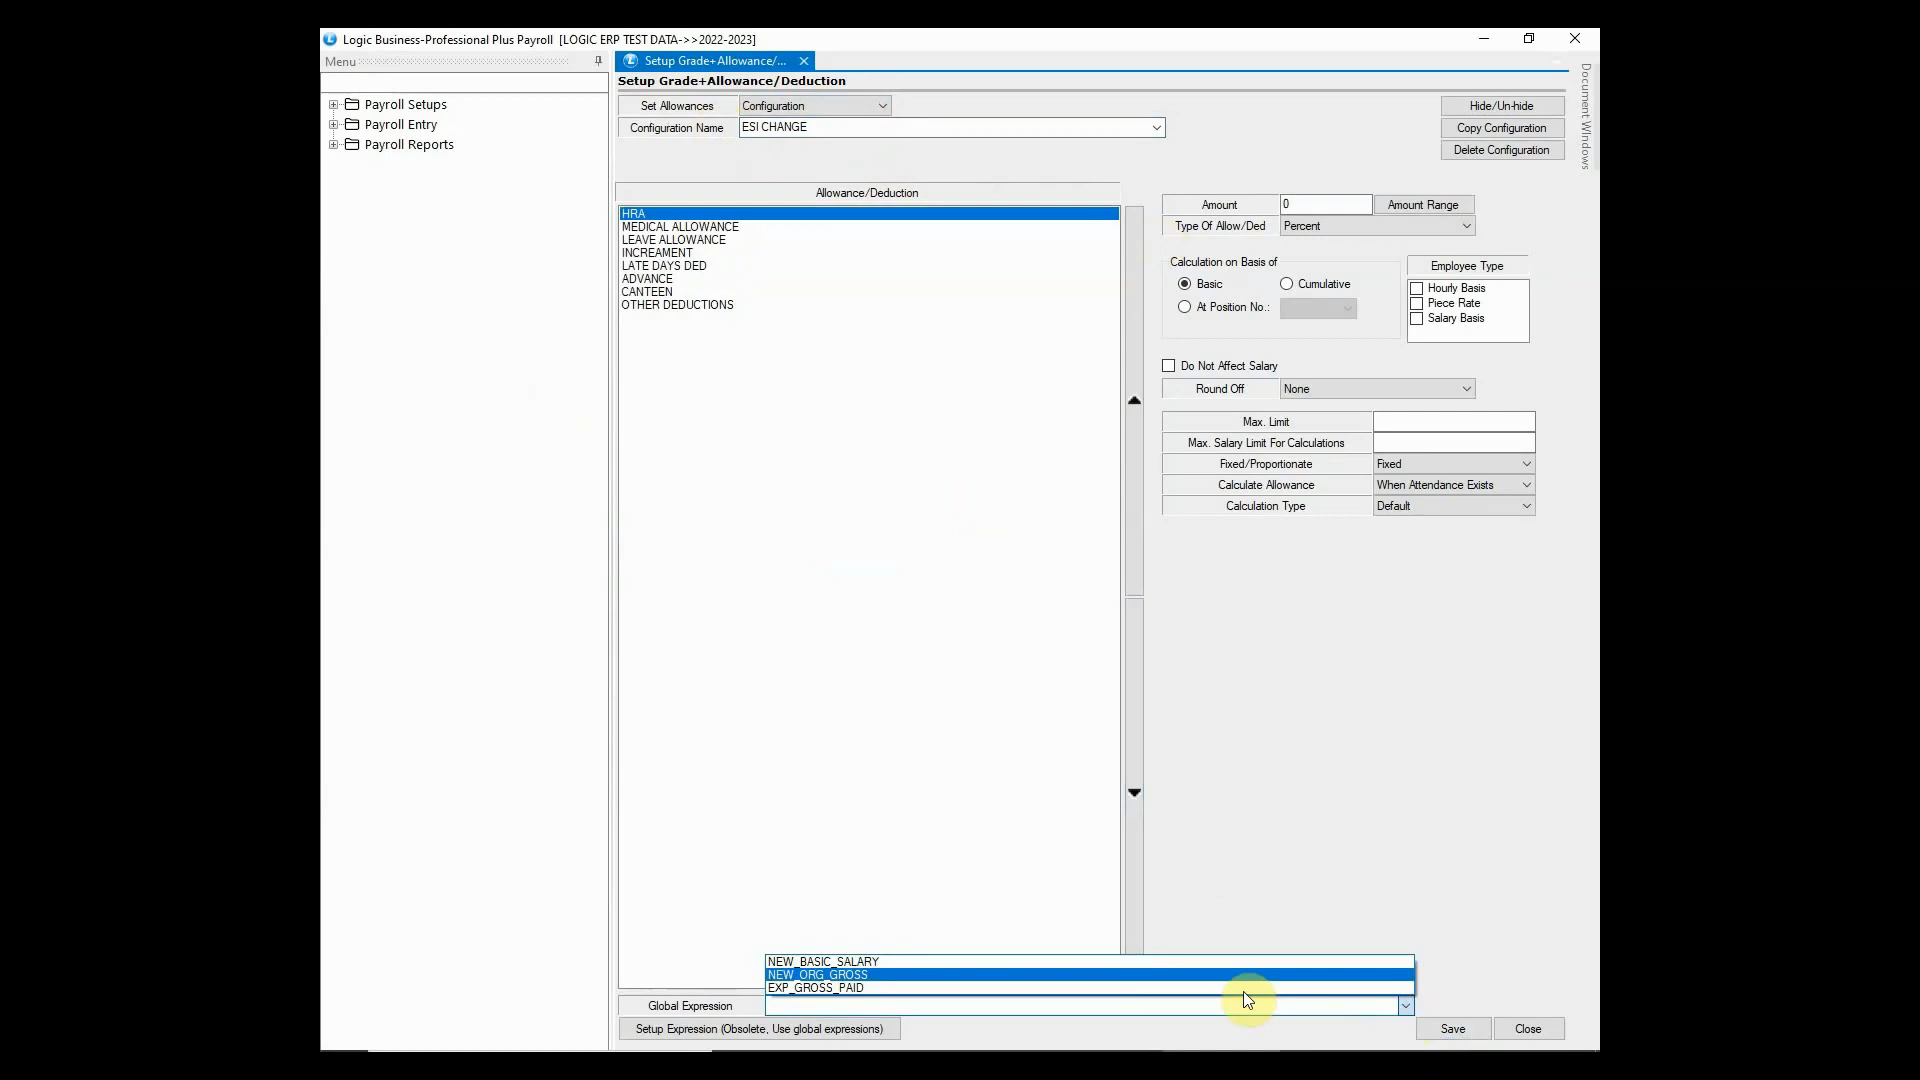 Logic Business-Professional Plus Payroll [LOGIC ERP TEST DATA->>2022-2023]
Menu
Setup Grade+Allowance/...
Document Windows
Setup Grade+Allowance/Deduction
Set Allowances Configuration Hide/Un-hide
Configuration Name ESI CHANGE Copy Configuration
Delete Configuration
Payroll Setups
Payroll Entry
Payroll Reports
Allowance/Deduction
HRA
MEDICAL ALLOWANCE
LEAVE ALLOWANCE
INCREAMENT
LATE DAYS DED
ADVANCE
CANTEEN
OTHER DEDUCTIONS
Amount 0 Amount Range
Type Of Allow/Ded Percent
Calculation on Basis of
Basic Cumulative
At Position No.:
Employee Type
Hourly Basis
Piece Rate
Salary Basis
Do Not Affect Salary
Round Off None
Max. Limit
Max. Salary Limit For Calculations
Fixed/Proportionate Fixed
Calculate Allowance When Attendance Exists
Calculation Type Default
NEW_BASIC_SALARY
NEW_ORG_GROSS
EXP_GROSS_PAID
Global Expression
Setup Expression (Obsolete, Use global expressions) Save Close